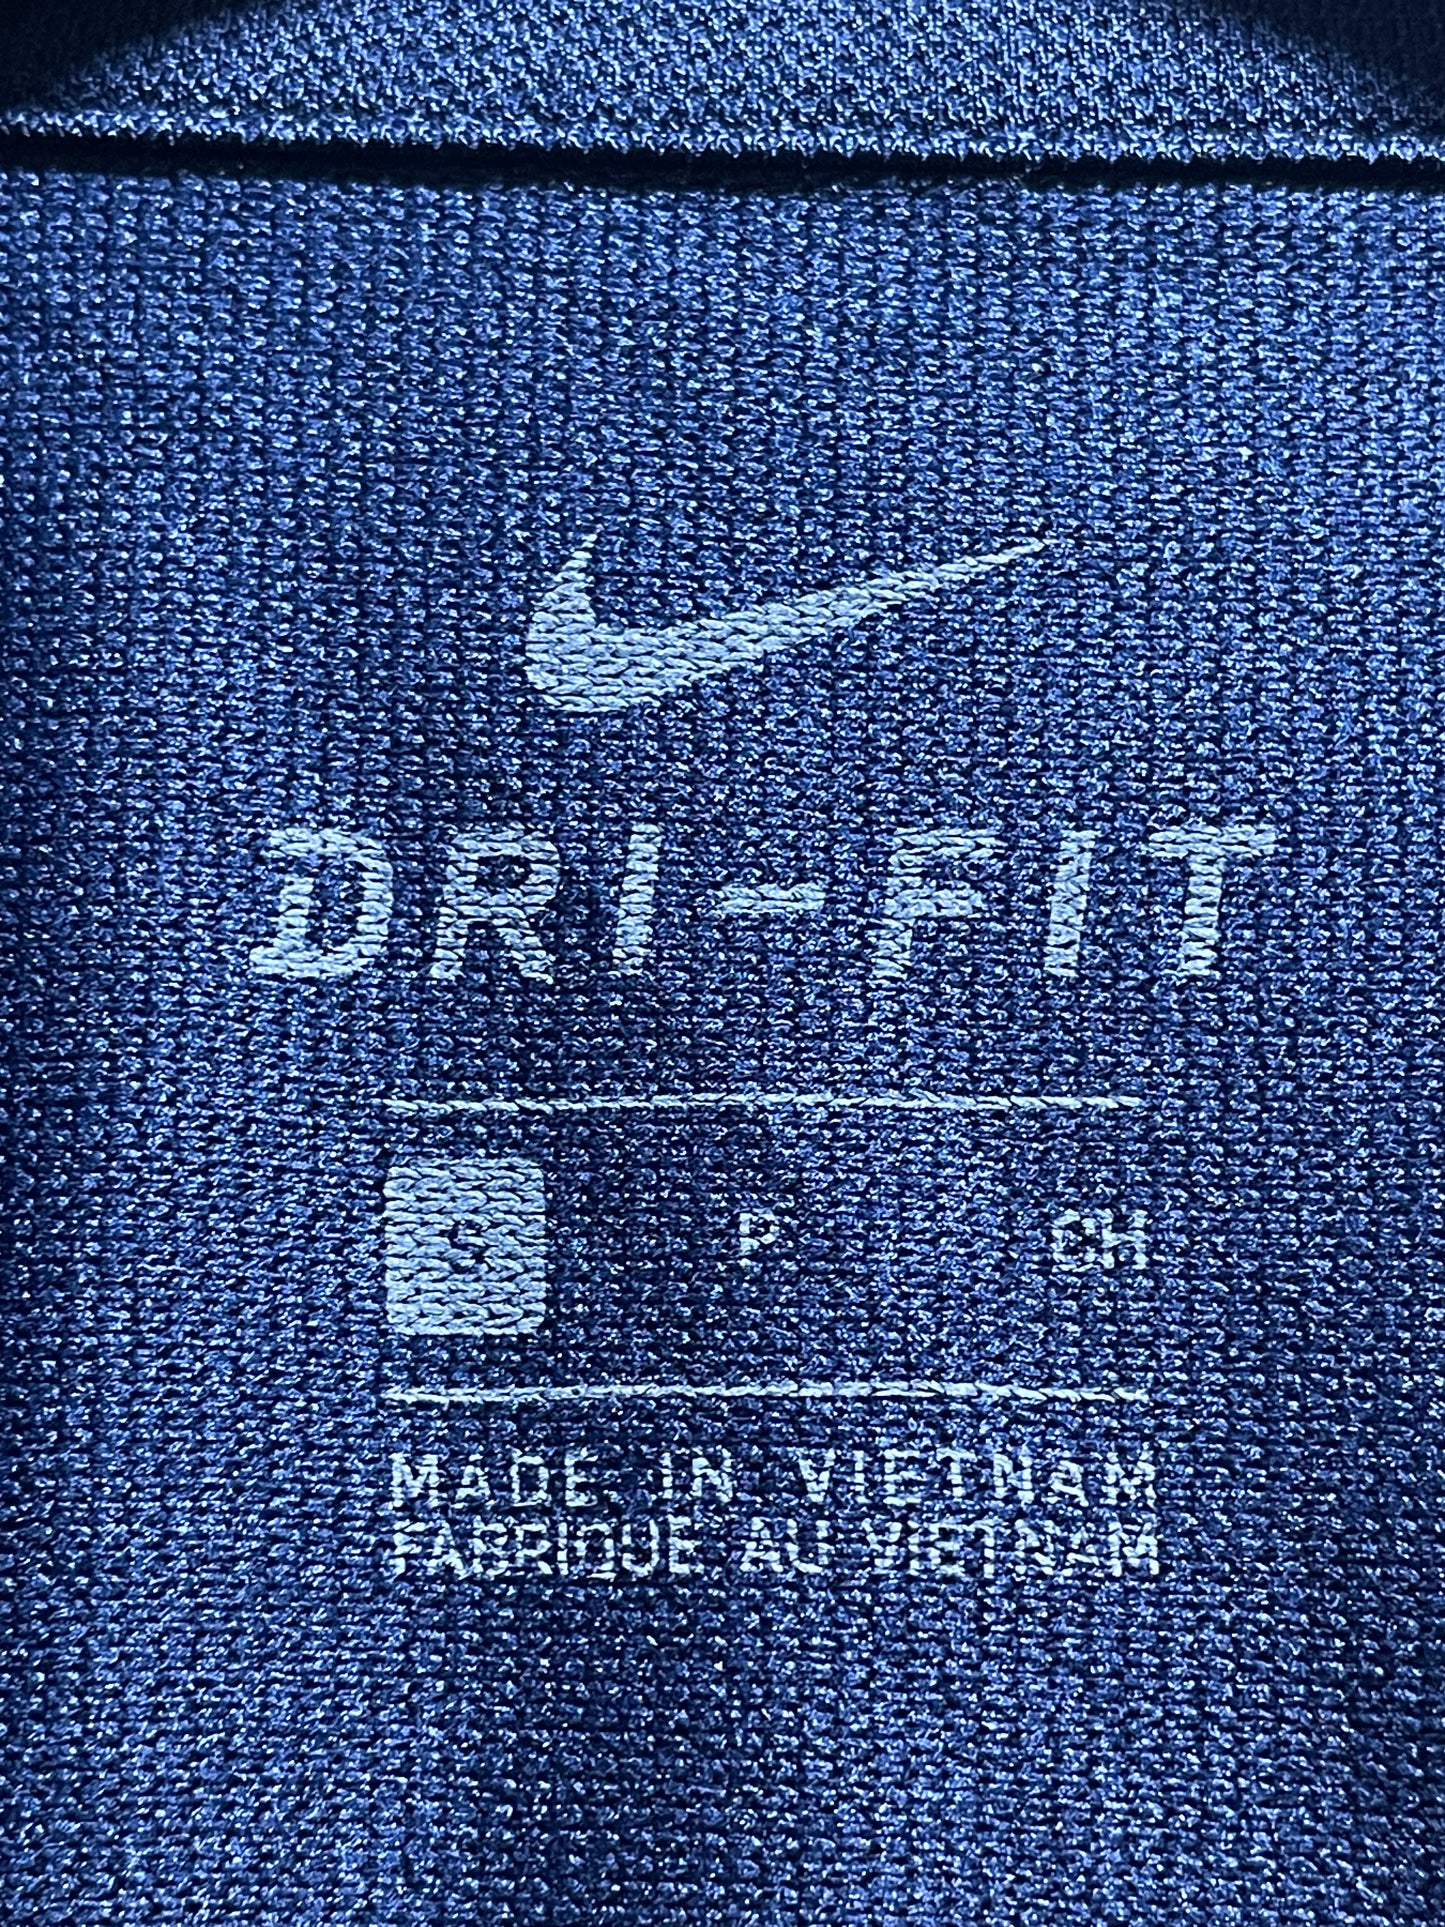 DRI-FIT
S P CH
MADE IN VIETNAM
FABRIQUE AU VIETNAM